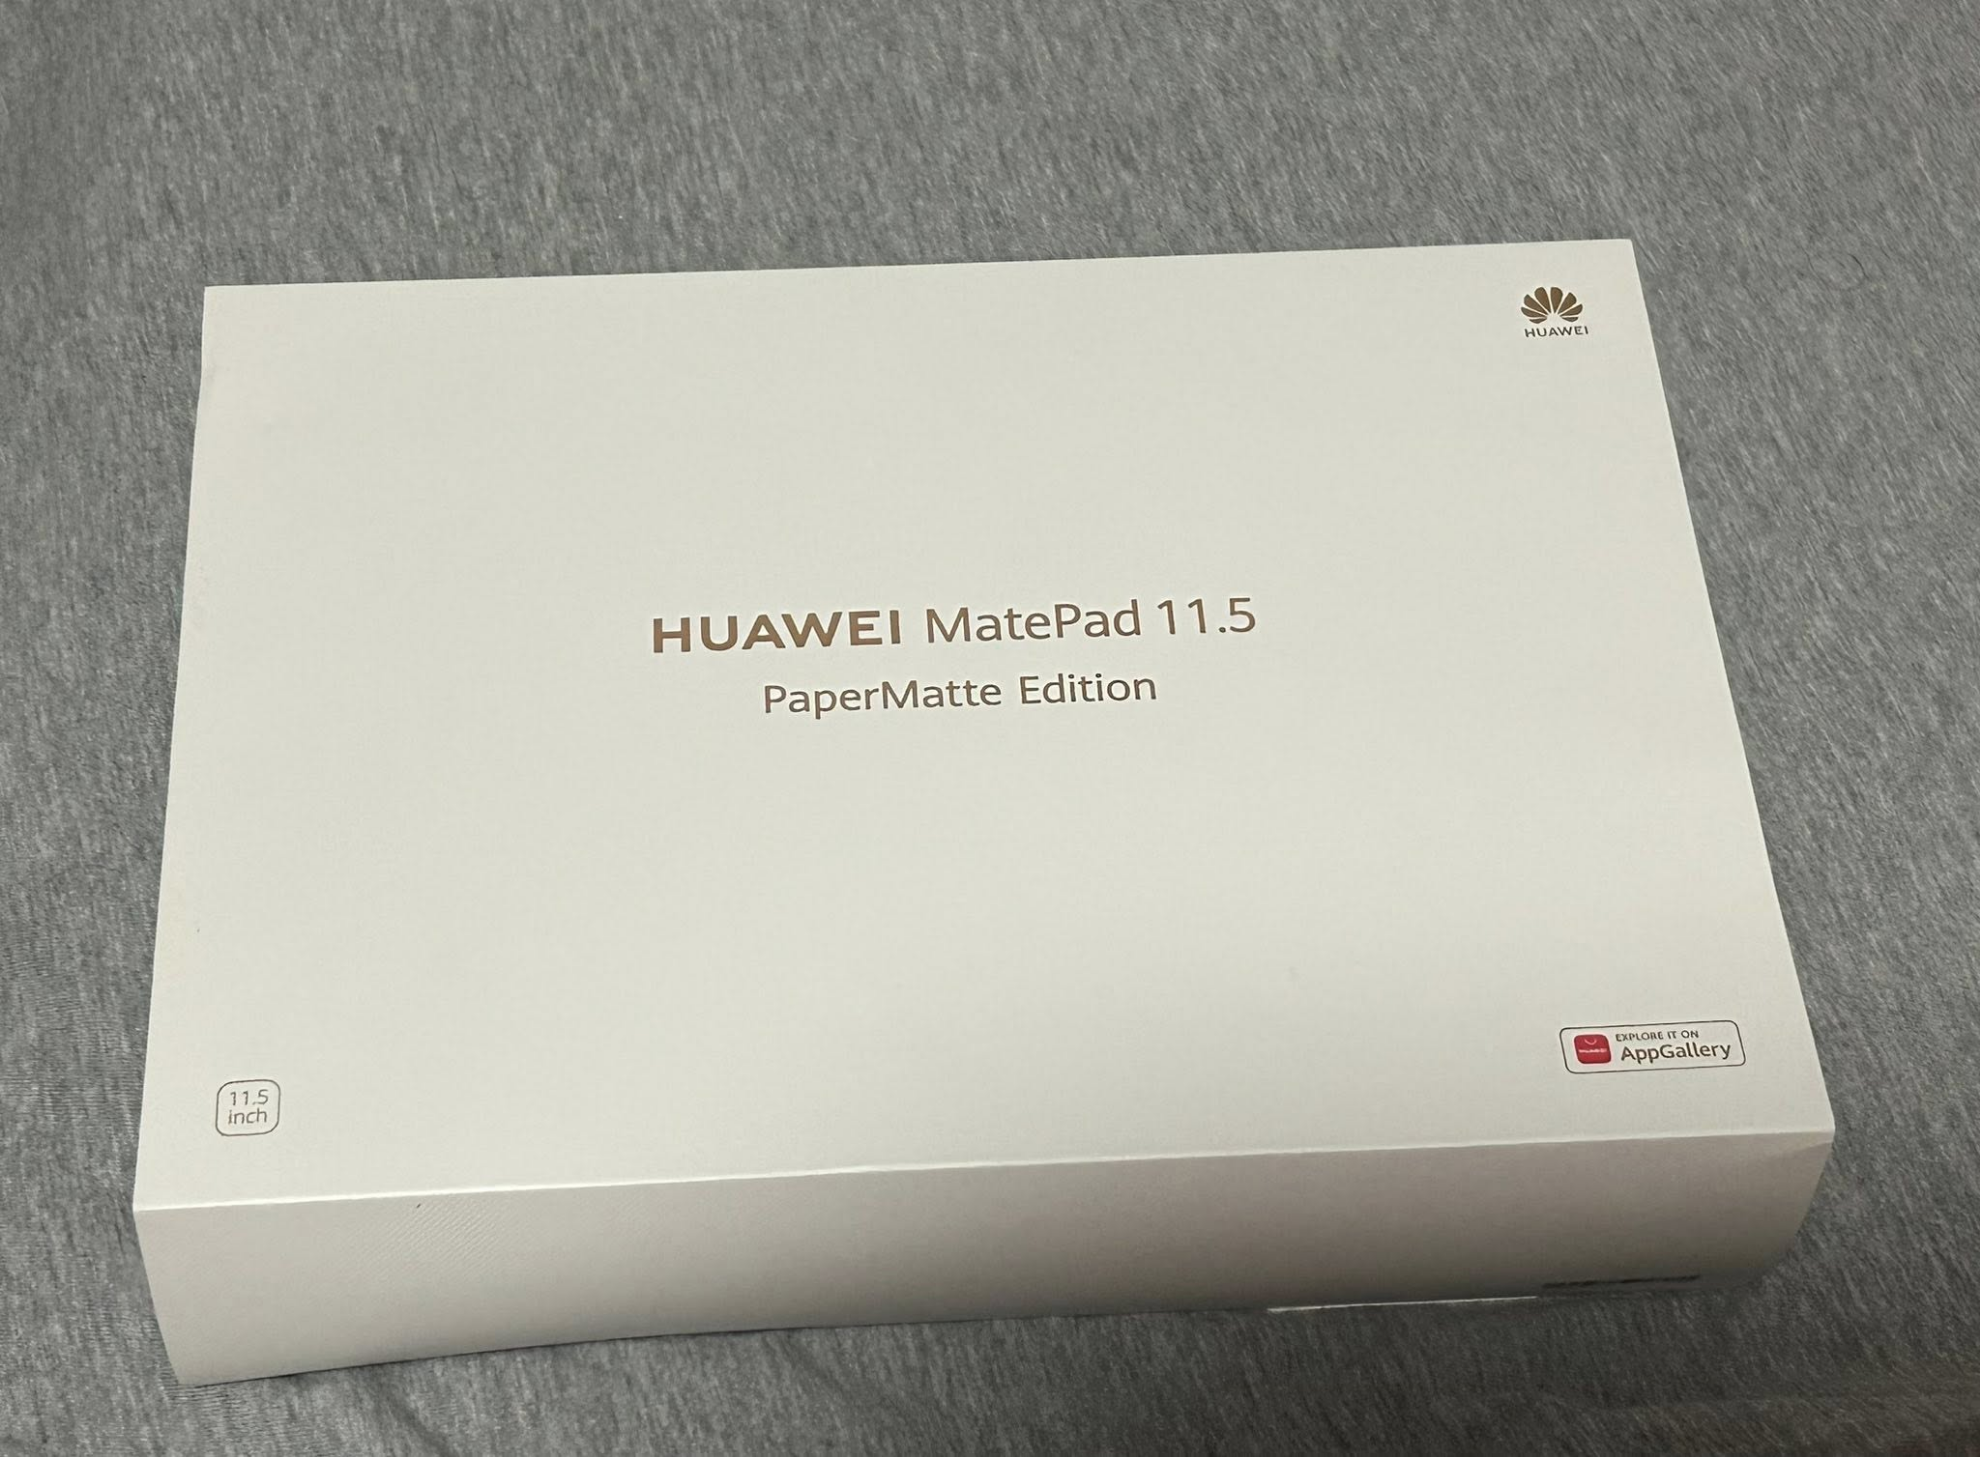 HUAWEI
HUAWEI MatePad 11.5
PaperMatte Edition
EXPLORE IT ON
AppGallery
11.5
inch